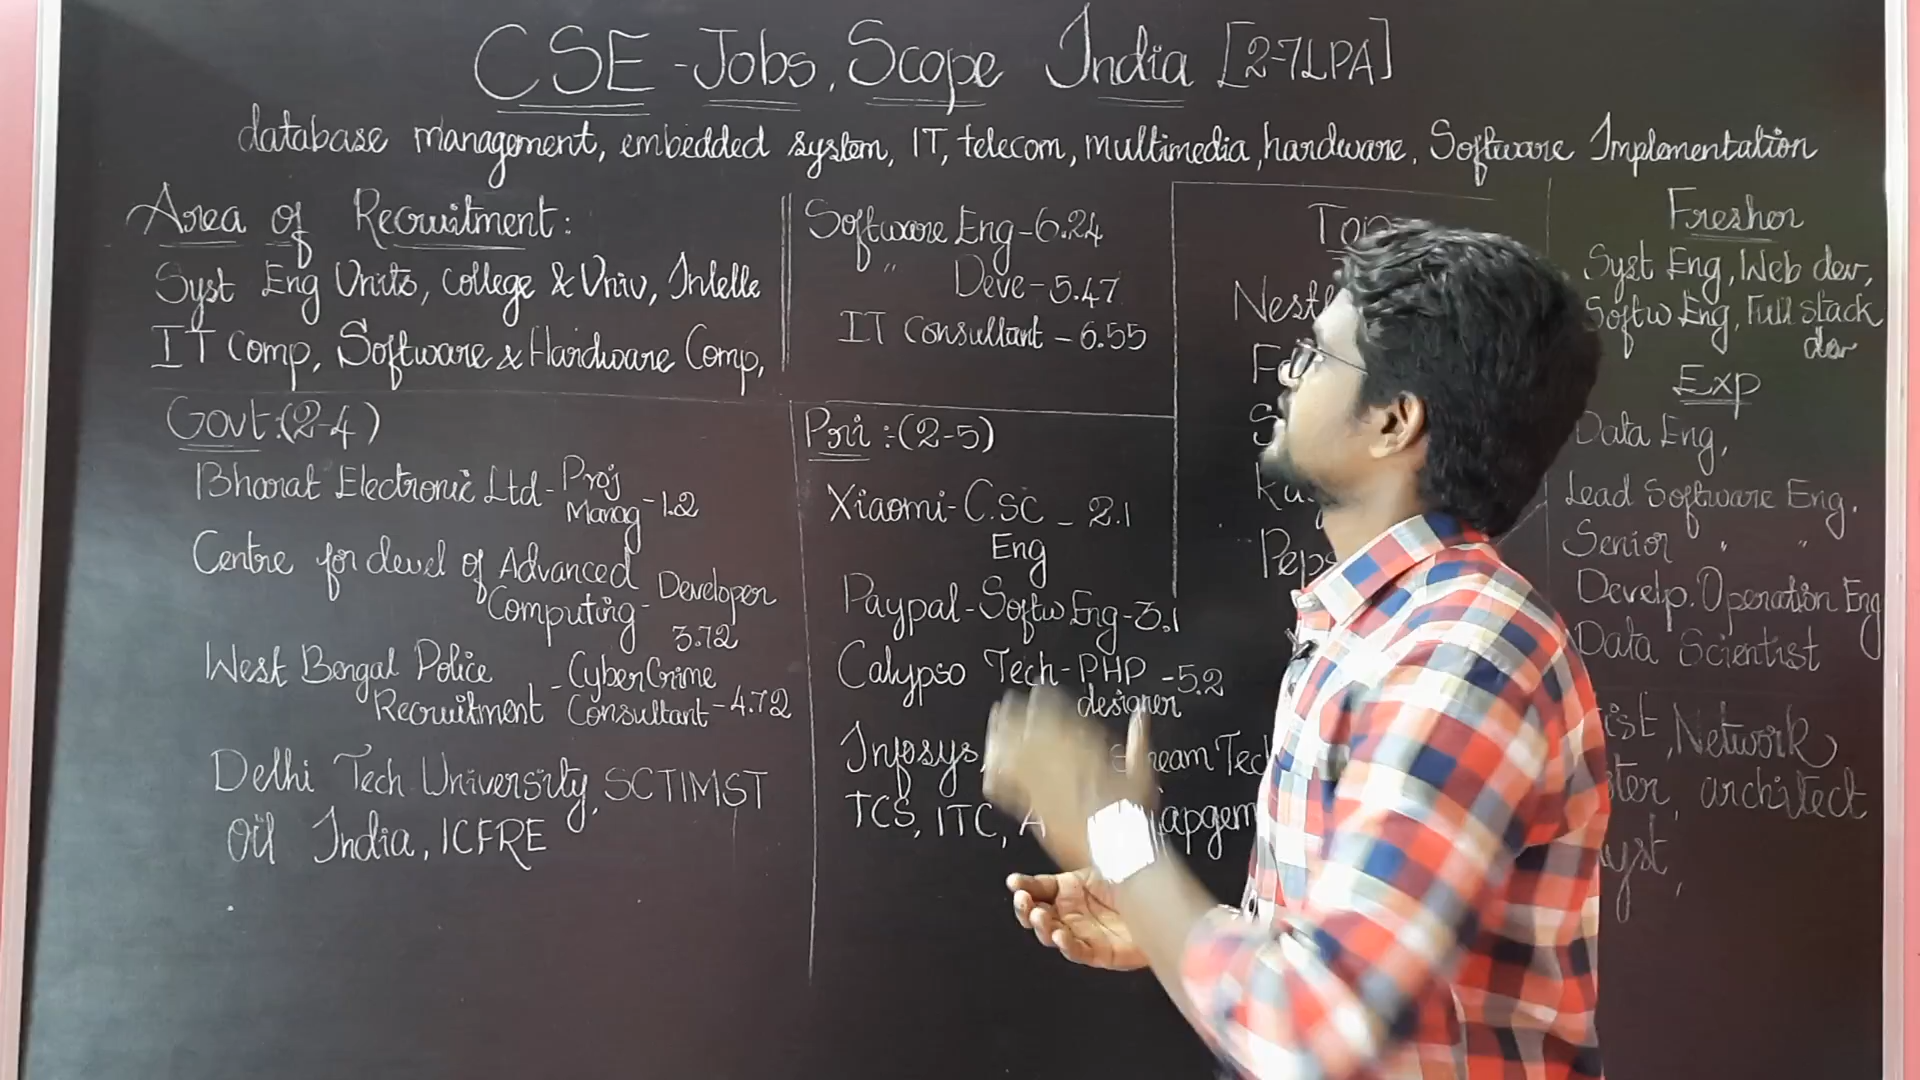 CSE - Jobs, Scope India [2-7LPA]
database management, embedded system, IT, telecom, multimedia, hardware, Software Implementation
Area of Recruitment:
Syst Eng Units, College & Univ, Intelle
IT Comp, Software & Hardware Comp,
Software Eng - 6.24
" Deve - 5.47
IT Consultant - 6.55
Govt:(2-4)
Bharat Electronic Ltd - Proj Manag - 1.2
Centre for devel of Advanced
Computing - Developer
3.72
West Bengal Police
Recruitment - CyberCrime
Consultant - 4.72
Delhi Tech University, SCTIMST
Oil India, ICFRE
Pri :-(2-5)
Xiaomi - C.SC - 2.1
Eng
Paypal - Softw Eng - 3.1
Calypso Tech - PHP - 5.2
designer
Infosys,
TCS, ITC,
Fresher
Syst Eng, Web dev,
Softw Eng, Full stack
dev
Exp
Data Eng,
Lead Software Eng.
Senior " "
Develp. Operation Eng
Data Scientist
Network
architect